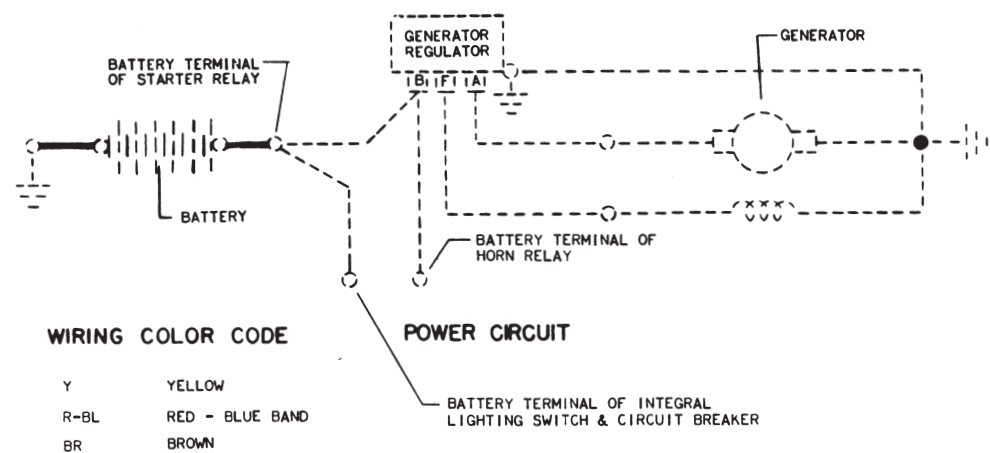 GENERATOR
REGULATOR
B F A
GENERATOR
BATTERY TERMINAL
OF STARTER RELAY
BATTERY
BATTERY TERMINAL OF
HORN RELAY
WIRING COLOR CODE
POWER CIRCUIT
Y YELLOW
R-BL RED - BLUE BAND
BR BROWN
BATTERY TERMINAL OF INTEGRAL
LIGHTING SWITCH & CIRCUIT BREAKER